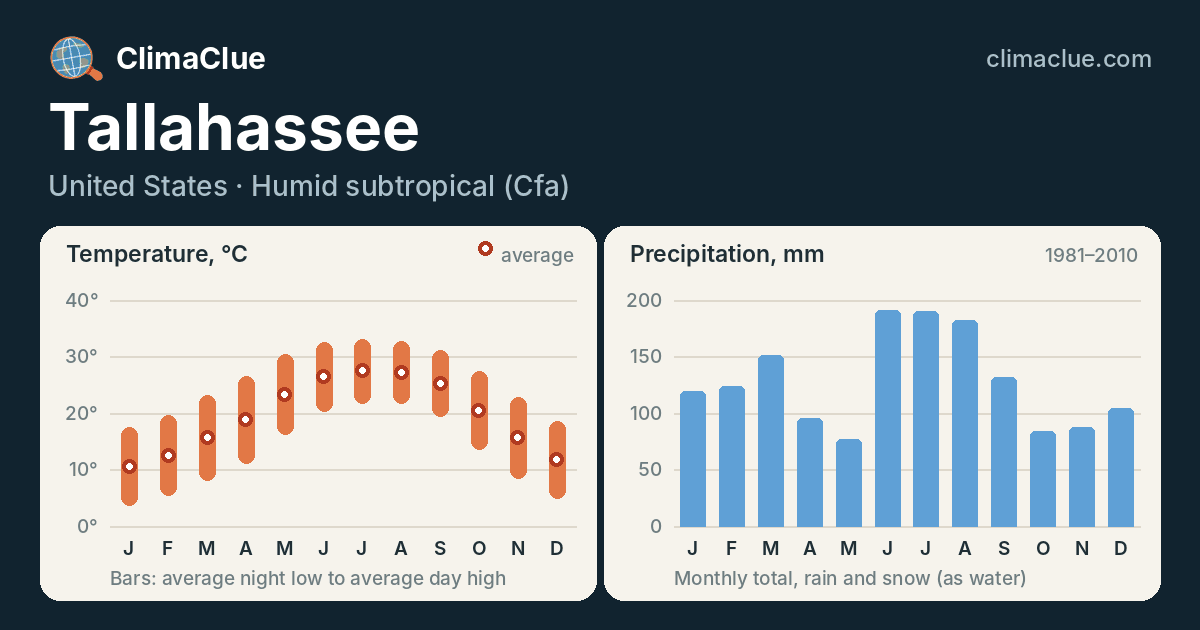 ClimaClue
climaclue.com
Tallahassee
United States · Humid subtropical (Cfa)
Temperature, °C
average
40°
30°
20°
10°
0°
J F M A M J J A S O N D
Bars: average night low to average day high
Precipitation, mm
1981–2010
200
150
100
50
0
J F M A M J J A S O N D
Monthly total, rain and snow (as water)